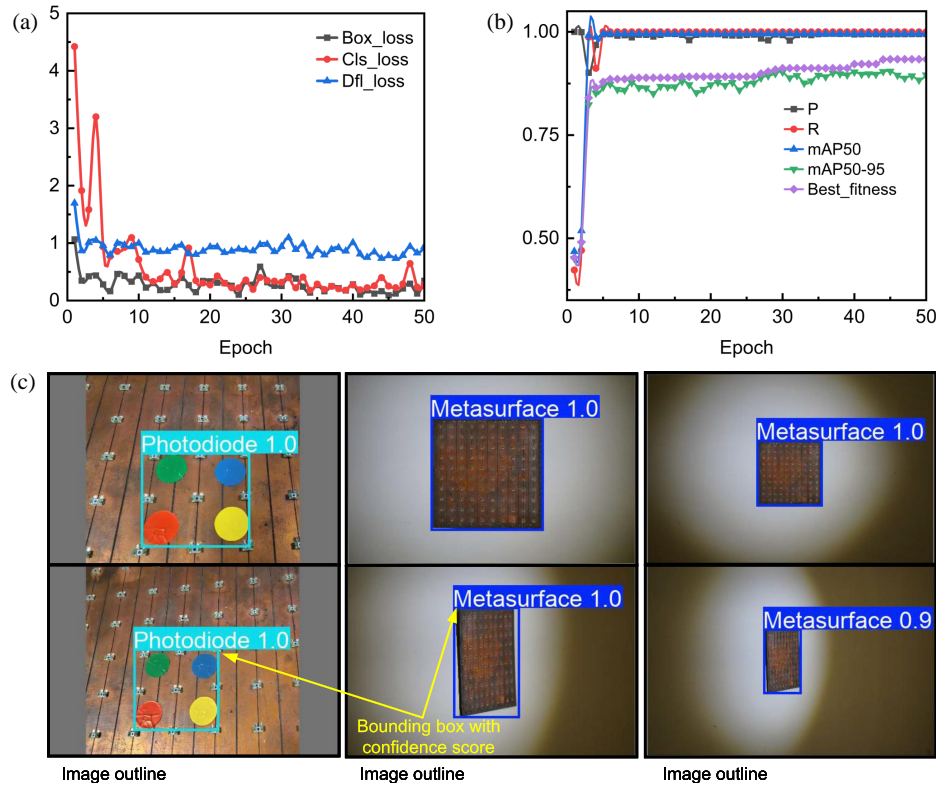 (a)
5
4
3
2
1
0
0
10
20
30
40
50
Epoch
Box_loss
Cls_loss
Dfl_loss
(b)
1.00
0.75
0.50
0
10
20
30
40
50
Epoch
P
R
mAP50
mAP50-95
Best_fitness
(c)
Photodiode 1.0
Metasurface 1.0
Metasurface 1.0
Photodiode 1.0
Metasurface 1.0
Metasurface 0.9
Bounding box with
confidence score
Image outline
Image outline
Image outline